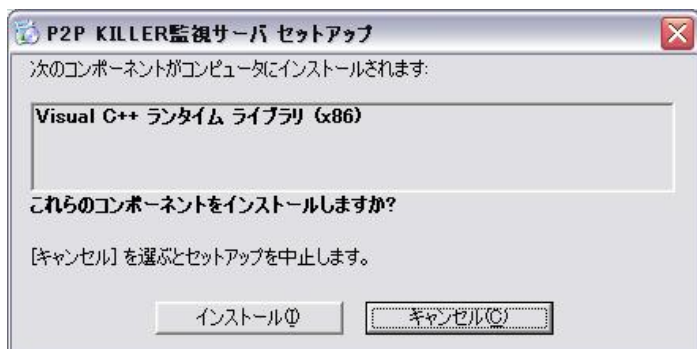 P2P KILLER監視サーバ セットアップ
次のコンポーネントがコンピュータにインストールされます:
Visual C++ ランタイム ライブラリ (x86)
これらのコンポーネントをインストールしますか?
[キャンセル] を選ぶとセットアップを中止します。
インストール(I) キャンセル(C)